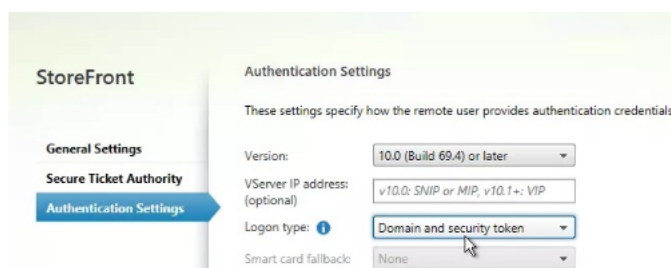 StoreFront
General Settings
Secure Ticket Authority
Authentication Settings
Authentication Settings
These settings specify how the remote user provides authentication credentials
Version: 10.0 (Build 69.4) or later
VServer IP address: v10.0: SNIP or MIP, v10.1+: VIP
(optional)
Logon type: Domain and security token
Smart card fallback: None